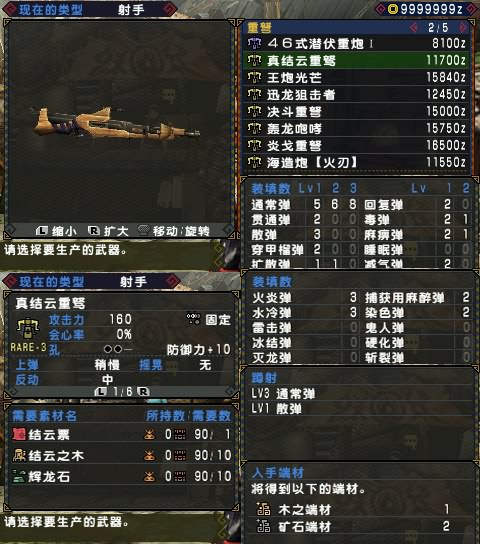 现在的类型 射手
缩小 扩大 移动/旋转
请选择要生产的武器。
9999999z
重弩 2/5
46式潜伏重炮Ⅰ 8100z
真结云重驽 11700z
王炮光芒 15840z
迅龙狙击者 12450z
决斗重弩 15000z
轰龙咆哮 15750z
炎戈重弩 16500z
海造炮【火刃】 11550z
装填数 Lv1 2 3 Lv 1 2
通常弹 5 6 8 回复弹 2 0
贯通弹 2 0 0 毒弹 2 1
散弹 3 0 0 麻痹弹 2 1
穿甲榴弹 2 0 0 睡眠弹 0 0
扩散弹 1 1 0 减气弹 2 0
现在的类型 射手
真结云重驽
攻击力 160 固定
会心率 0%
RARE-3 孔 ●●― 防御力+10
上弹 稍慢 摇晃 无
反动 中
L 1/6 R
需要素材名 所持数 需要数
结云票 0 90/ 1
结云之木 0 90/10
辉龙石 0 90/10
请选择要生产的武器。
装填数
火炎弹 3 捕获用麻醉弹 2
水冷弹 3 染色弹 2
雷击弹 0 鬼人弹 0
冰结弹 0 硬化弹 0
灭龙弹 0 斩裂弹 0
蹲射
LV3 通常弹
LV1 散弹
入手端材
将得到以下的端材。
木之端材 1
矿石端材 2